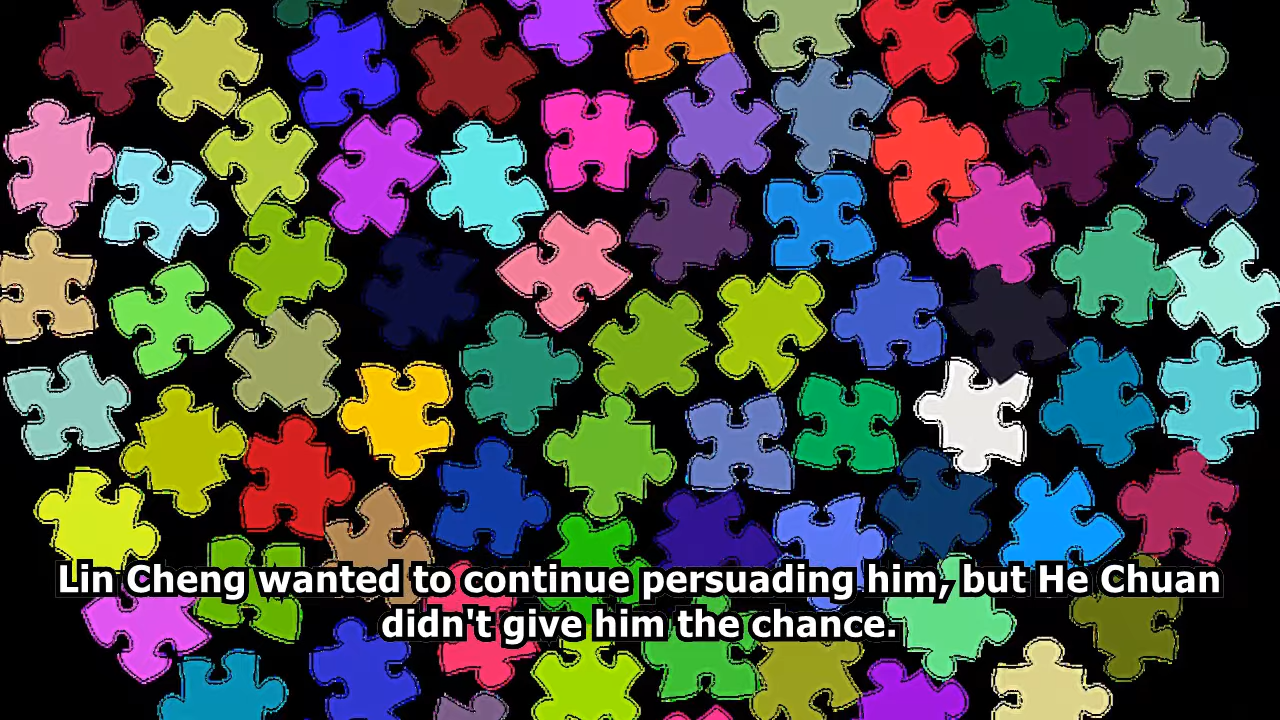 Lin Cheng wanted to continue persuading him, but He Chuan
didn't give him the chance.